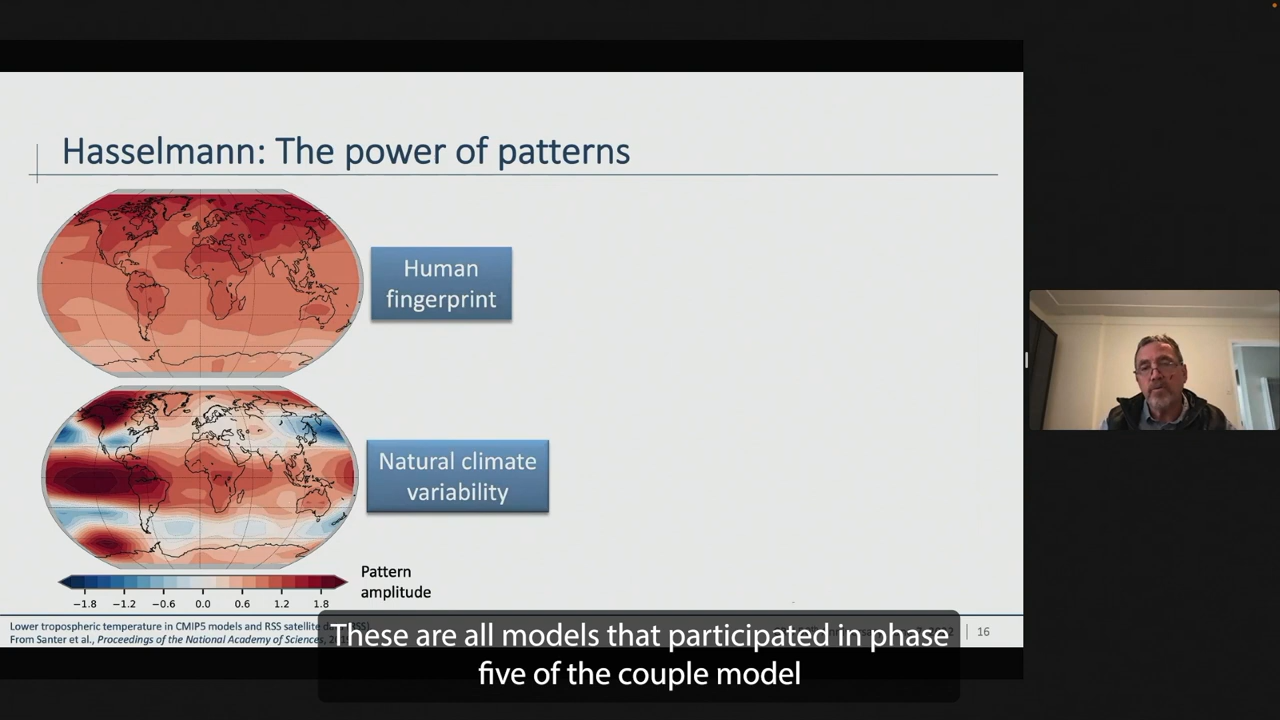 Hasselmann: The power of patterns
Human
fingerprint
Natural climate
variability
Pattern
amplitude
−1.8 −1.2 −0.6 0.0 0.6 1.2 1.8
Lower tropospheric temperature in CMIP5 models and RSS satellite
From Santer et al., Proceedings of the National Academy of Sciences,
16
These are all models that participated in phase
five of the couple model